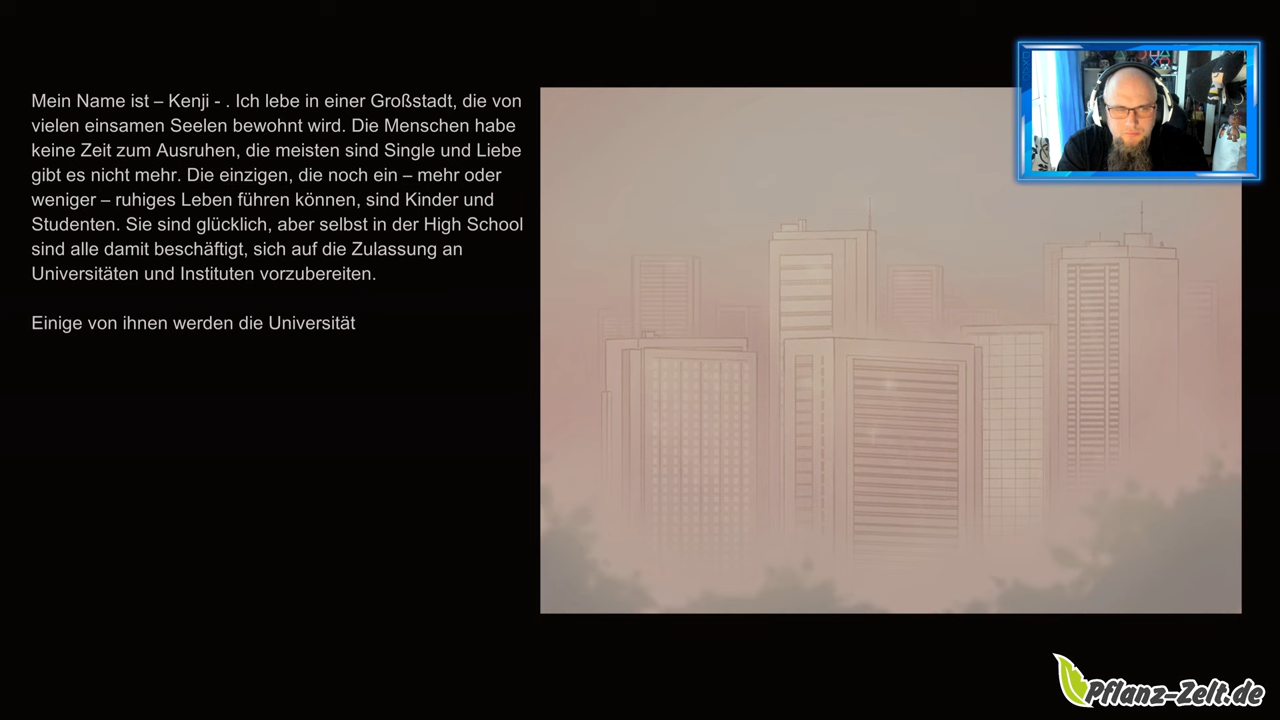 Mein Name ist – Kenji - . Ich lebe in einer Großstadt, die von
vielen einsamen Seelen bewohnt wird. Die Menschen habe
keine Zeit zum Ausruhen, die meisten sind Single und Liebe
gibt es nicht mehr. Die einzigen, die noch ein – mehr oder
weniger – ruhiges Leben führen können, sind Kinder und
Studenten. Sie sind glücklich, aber selbst in der High School
sind alle damit beschäftigt, sich auf die Zulassung an
Universitäten und Instituten vorzubereiten.
Einige von ihnen werden die Universität
Pflanz-Zelt.de